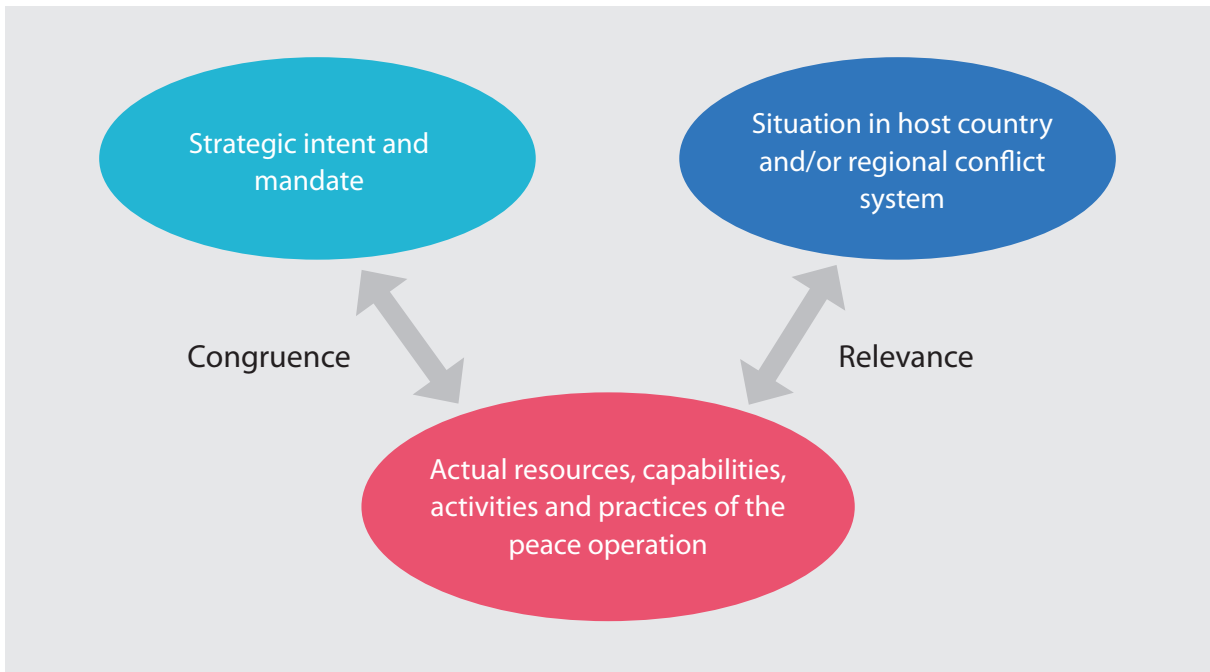 Strategic intent and
mandate
Situation in host country
and/or regional conflict
system
Congruence
Relevance
Actual resources, capabilities,
activities and practices of the
peace operation